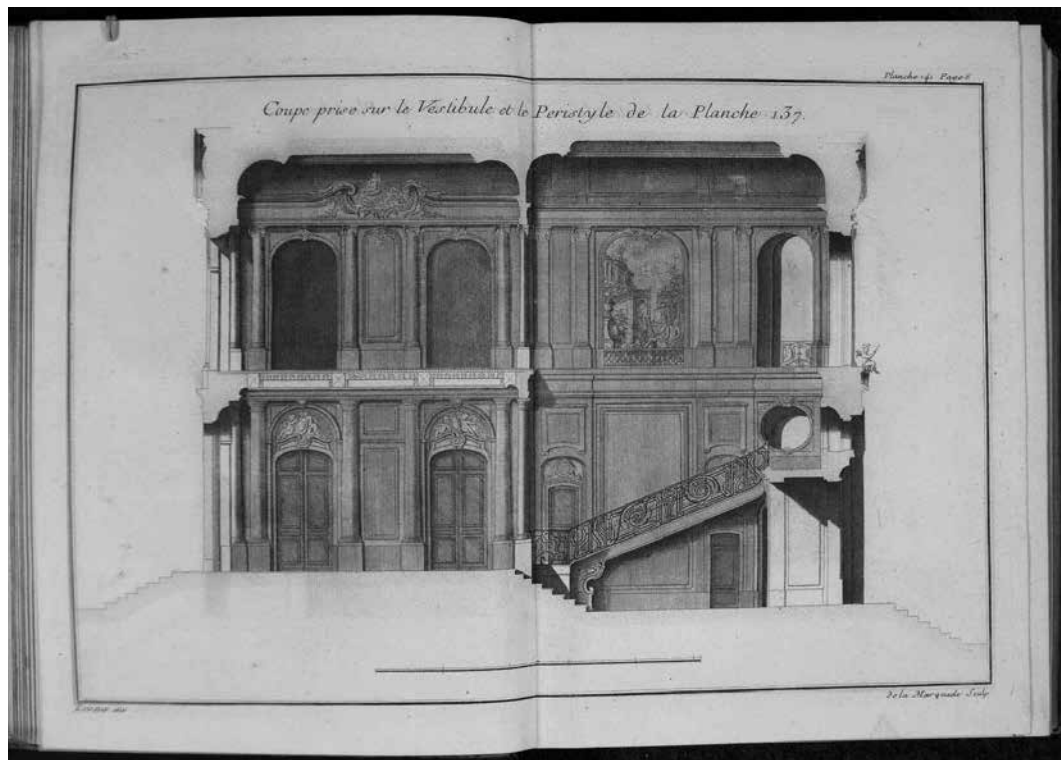 Planche 4. Page 8
Coupe prise sur le Vestibule et le Peristyle de la Planche 137.
de la Marquade Sculp